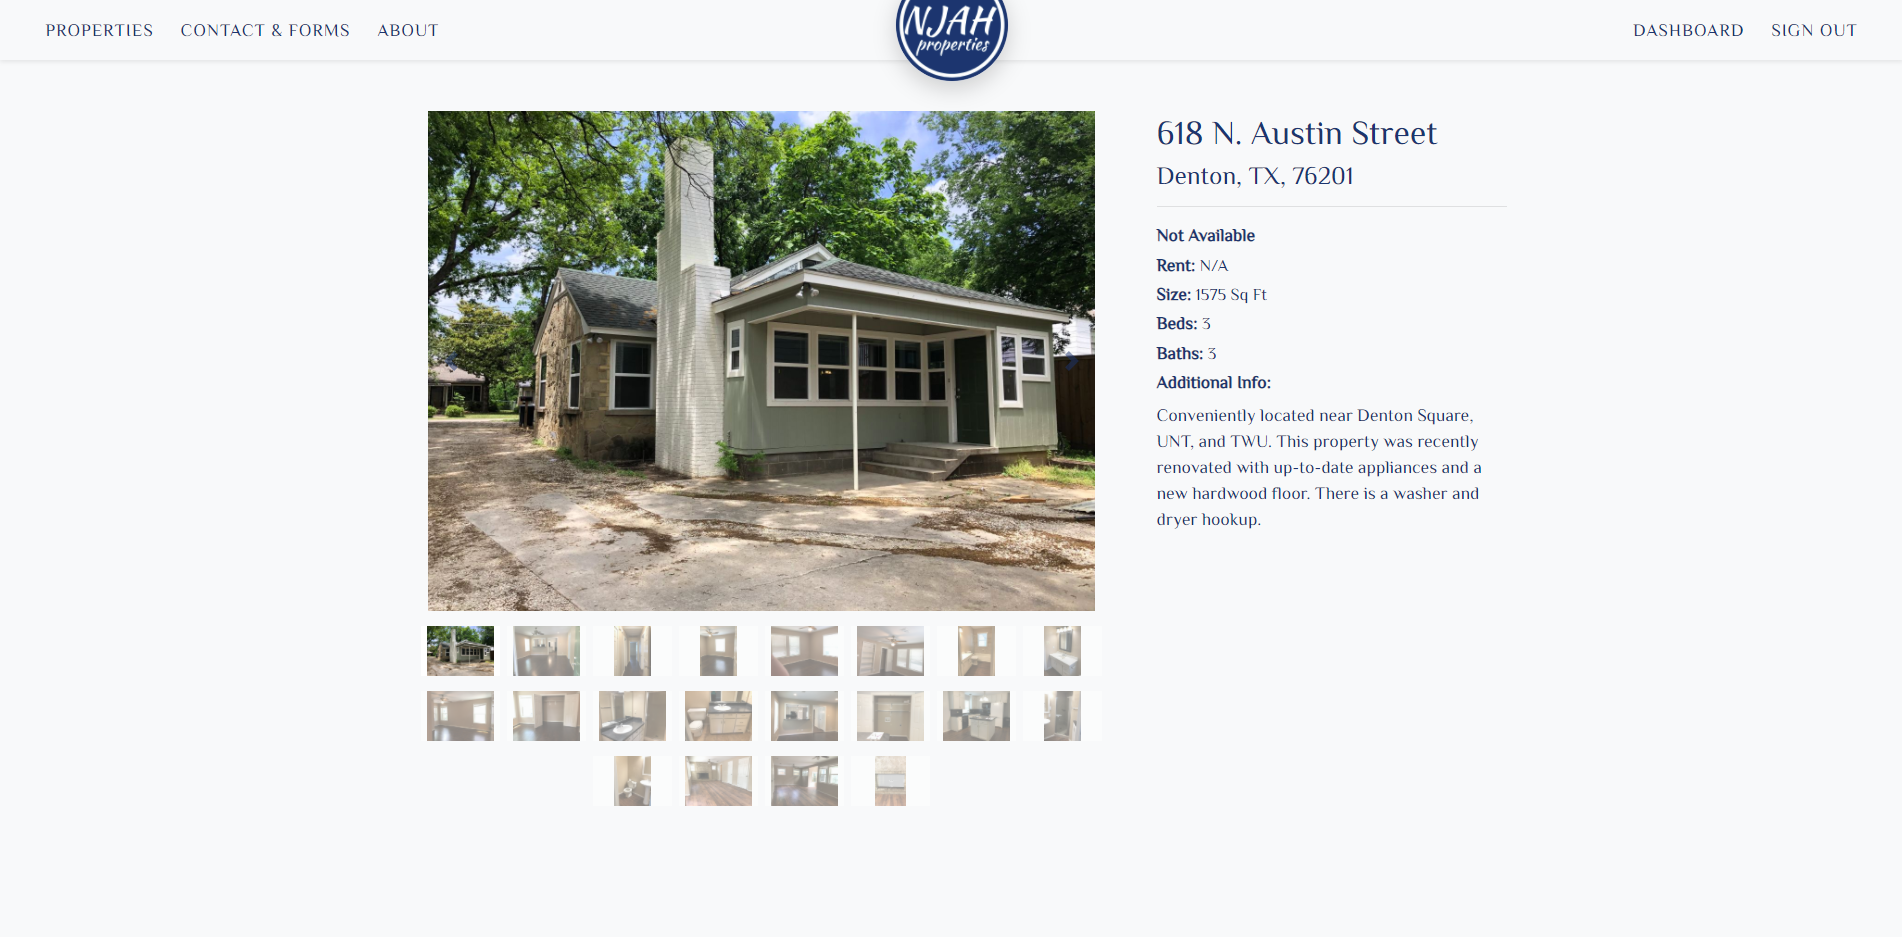 PROPERTIES CONTACT & FORMS ABOUT
NJAH
properties
DASHBOARD SIGN OUT
618 N. Austin Street
Denton, TX, 76201
Not Available
Rent: N/A
Size: 1575 Sq Ft
Beds: 3
Baths: 3
Additional Info:
Conveniently located near Denton Square,
UNT, and TWU. This property was recently
renovated with up-to-date appliances and a
new hardwood floor. There is a washer and
dryer hookup.